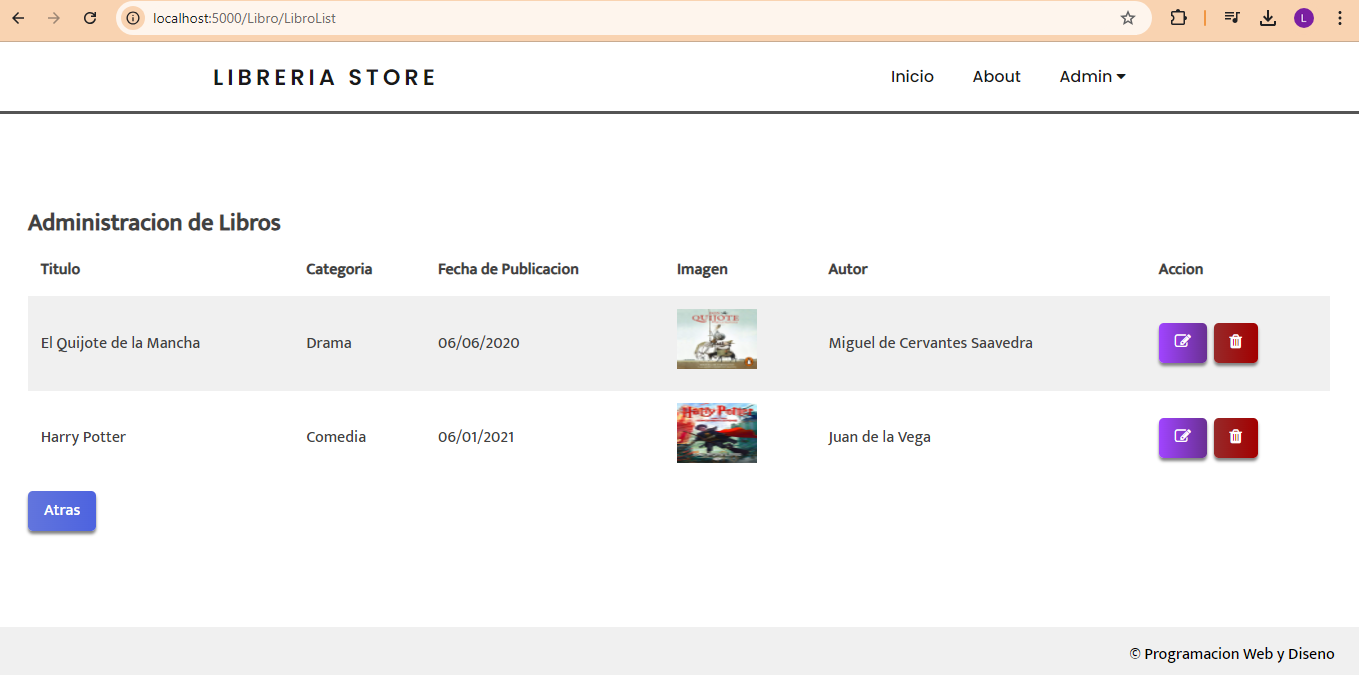 localhost:5000/Libro/LibroList
L
LIBRERIA STORE Inicio About Admin
Administracion de Libros
Titulo Categoria Fecha de Publicacion Imagen Autor Accion
QUIJOTE
El Quijote de la Mancha Drama 06/06/2020 Miguel de Cervantes Saavedra
Harry Potter
Harry Potter Comedia 06/01/2021 Juan de la Vega
Atras
© Programacion Web y Diseno